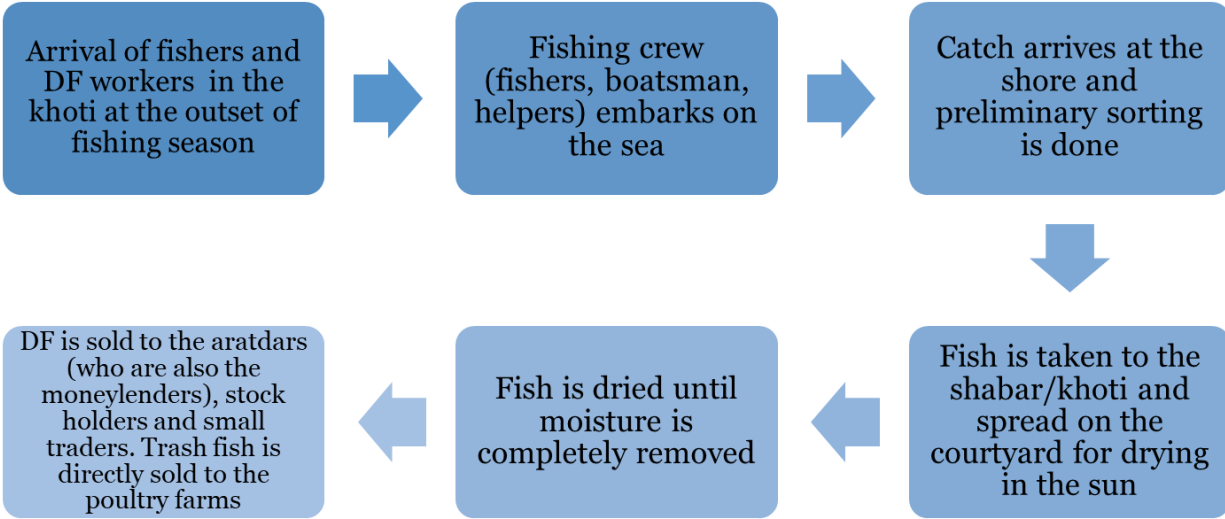 Arrival of fishers and
DF workers in the
khoti at the outset of
fishing season
Fishing crew
(fishers, boatsman,
helpers) embarks on
the sea
Catch arrives at the
shore and
preliminary sorting
is done
Fish is taken to the
shabar/khoti and
spread on the
courtyard for drying
in the sun
Fish is dried until
moisture is
completely removed
DF is sold to the aratdars
(who are also the
moneylenders), stock
holders and small
traders. Trash fish is
directly sold to the
poultry farms